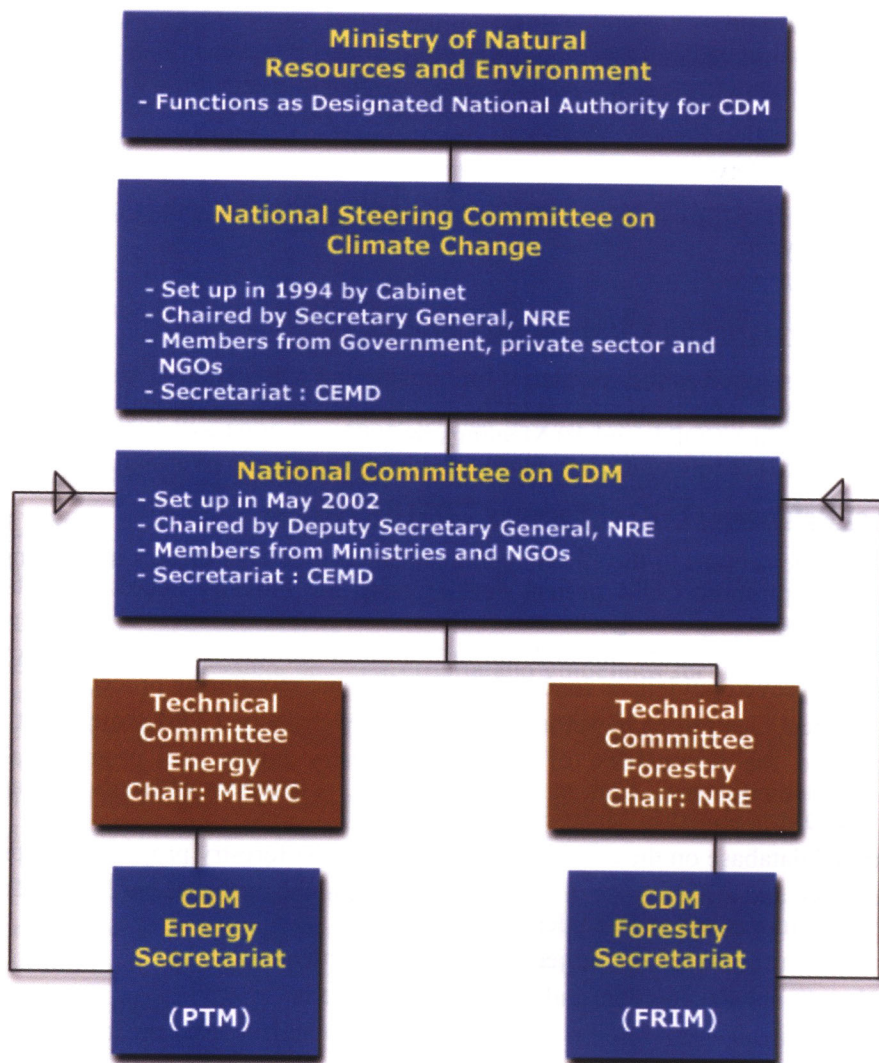 Ministry of Natural
Resources and Environment
- Functions as Designated National Authority for CDM
National Steering Committee on
Climate Change
- Set up in 1994 by Cabinet
- Chaired by Secretary General, NRE
- Members from Government, private sector and
NGOs
- Secretariat : CEMD
National Committee on CDM
- Set up in May 2002
- Chaired by Deputy Secretary General, NRE
- Members from Ministries and NGOs
- Secretariat : CEMD
Technical
Committee
Energy
Chair: MEWC
Technical
Committee
Forestry
Chair: NRE
CDM
Energy
Secretariat
(PTM)
CDM
Forestry
Secretariat
(FRIM)